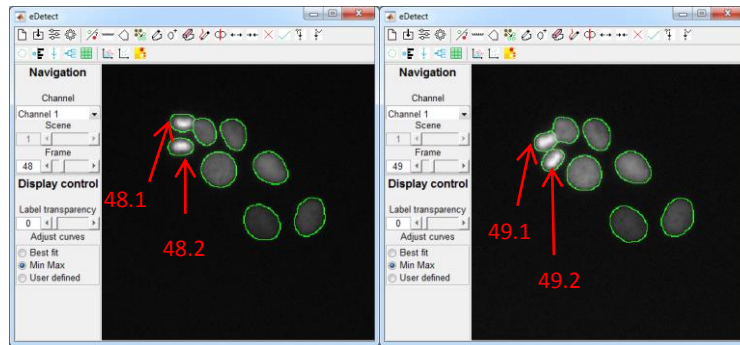 eDetect
Navigation
Channel
Channel 1
Scene
1
Frame
48
Display control
Label transparency
0
Adjust curves
Best fit
Min Max
User defined
48.1
48.2
eDetect
Navigation
Channel
Channel 1
Scene
1
Frame
49
Display control
Label transparency
0
Adjust curves
Best fit
Min Max
User defined
49.1
49.2